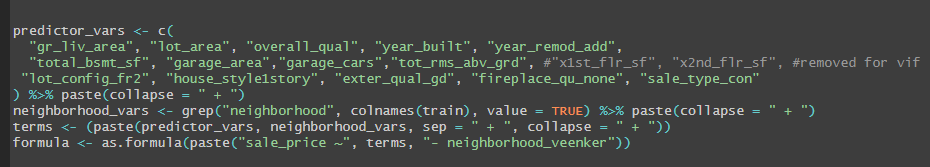 predictor_vars <- c(
"gr_liv_area", "lot_area", "overall_qual", "year_built", "year_remod_add",
"total_bsmt_sf", "garage_area","garage_cars","tot_rms_abv_grd", #"x1st_flr_sf", "x2nd_flr_sf", #removed for vif
"lot_config_fr2", "house_style1story", "exter_qual_gd", "fireplace_qu_none", "sale_type_con"
) %>% paste(collapse = " + ")
neighborhood_vars <- grep("neighborhood", colnames(train), value = TRUE) %>% paste(collapse = " + ")
terms <- (paste(predictor_vars, neighborhood_vars, sep = " + ", collapse = " + "))
formula <- as.formula(paste("sale_price ~", terms, "- neighborhood_veenker"))